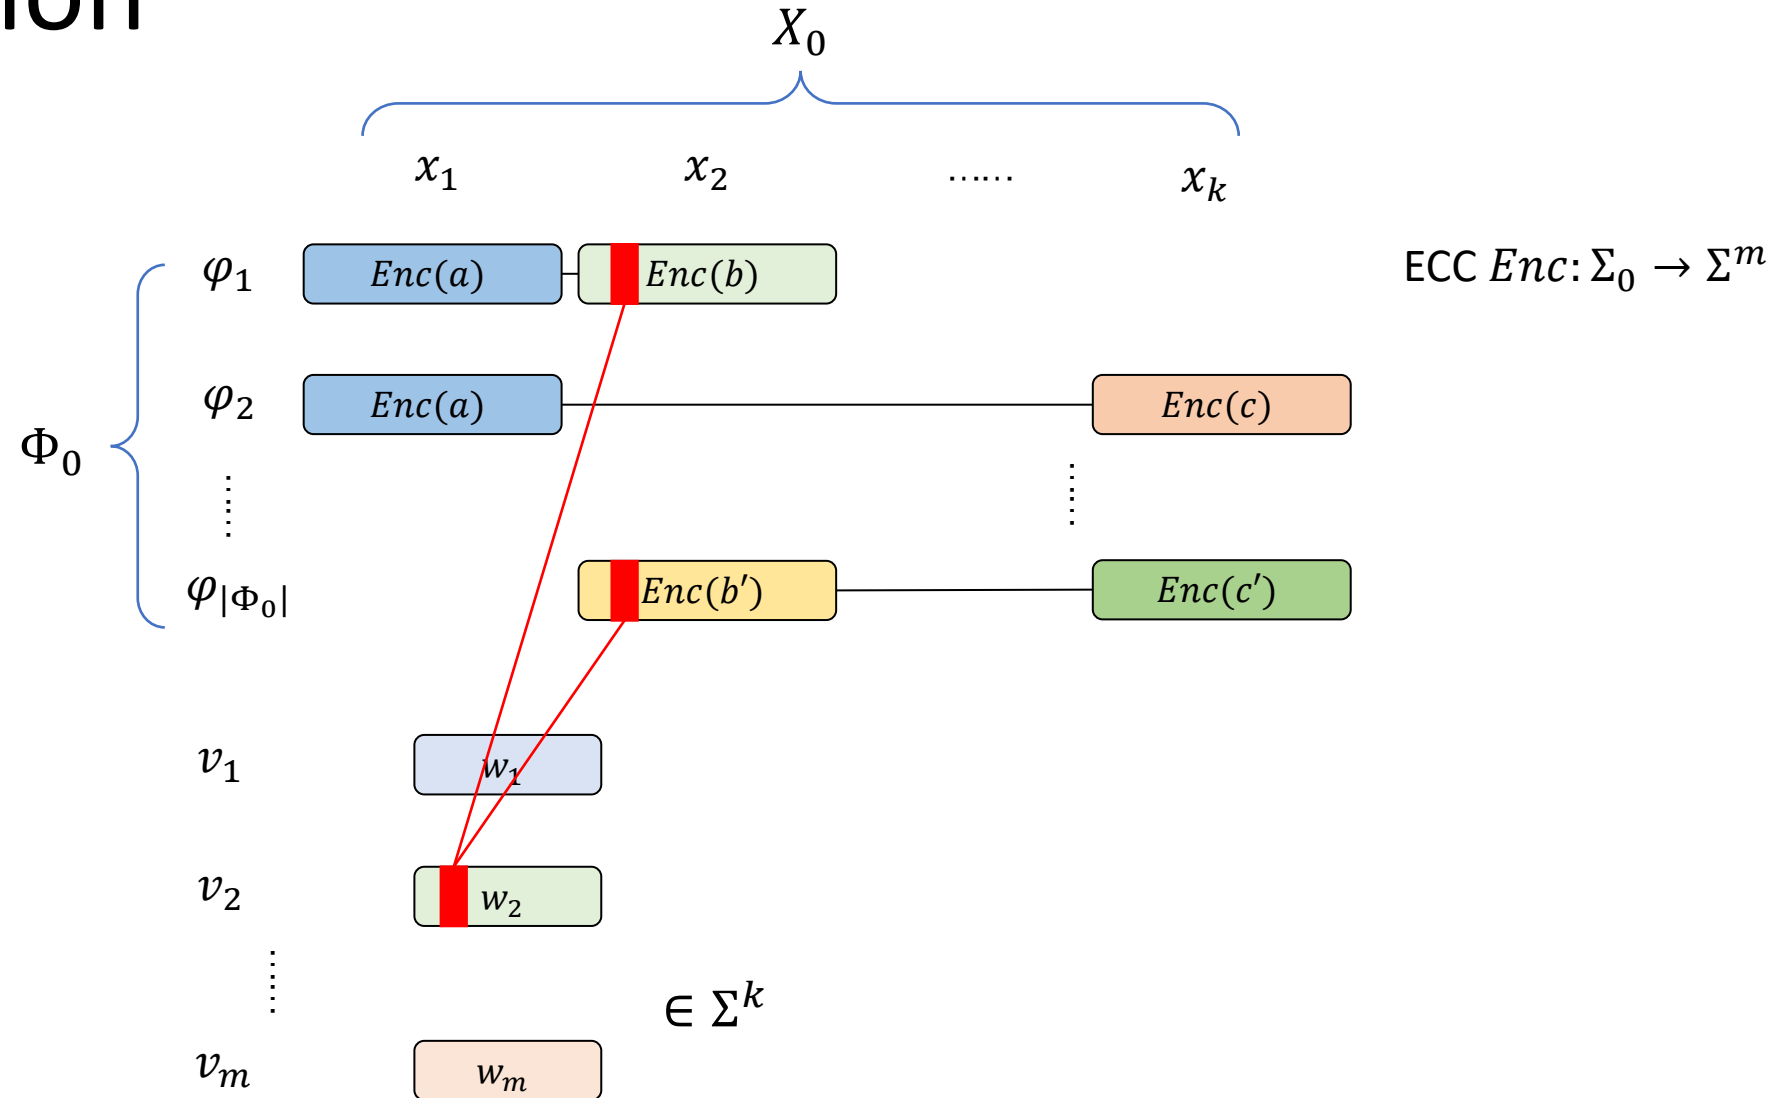 X₀
x₁ x₂ ...... xₖ
φ₁ Enc(a) Enc(b) ECC Enc: Σ₀ → Σᵐ
φ₂ Enc(a) Enc(c)
Φ₀
φ|Φ₀| Enc(b′) Enc(c′)
v₁ w₁
v₂ w₂
∈ Σᵏ
vₘ wₘ